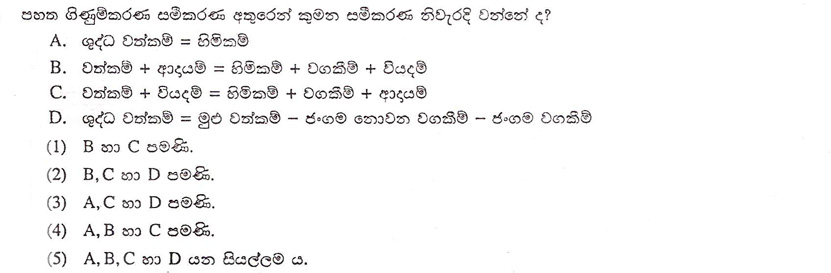 පහත ගිණුම්කරණ සමීකරණ අතුරෙන් කුමන සමීකරණ නිවැරදි වන්නේ ද?
A. ශුද්ධ වත්කම් = හිමිකම්
B. වත්කම් + ආදායම් = හිමිකම් + වගකීම් + වියදම්
C. වත්කම් + වියදම් = හිමිකම් + වගකීම් + ආදායම්
D. ශුද්ධ වත්කම් = මුළු වත්කම් − ජංගම නොවන වගකීම් − ජංගම වගකීම්
(1) B හා C පමණි.
(2) B, C හා D පමණි.
(3) A, C හා D පමණි.
(4) A, B හා C පමණි.
(5) A, B, C හා D යන සියල්ලම ය.